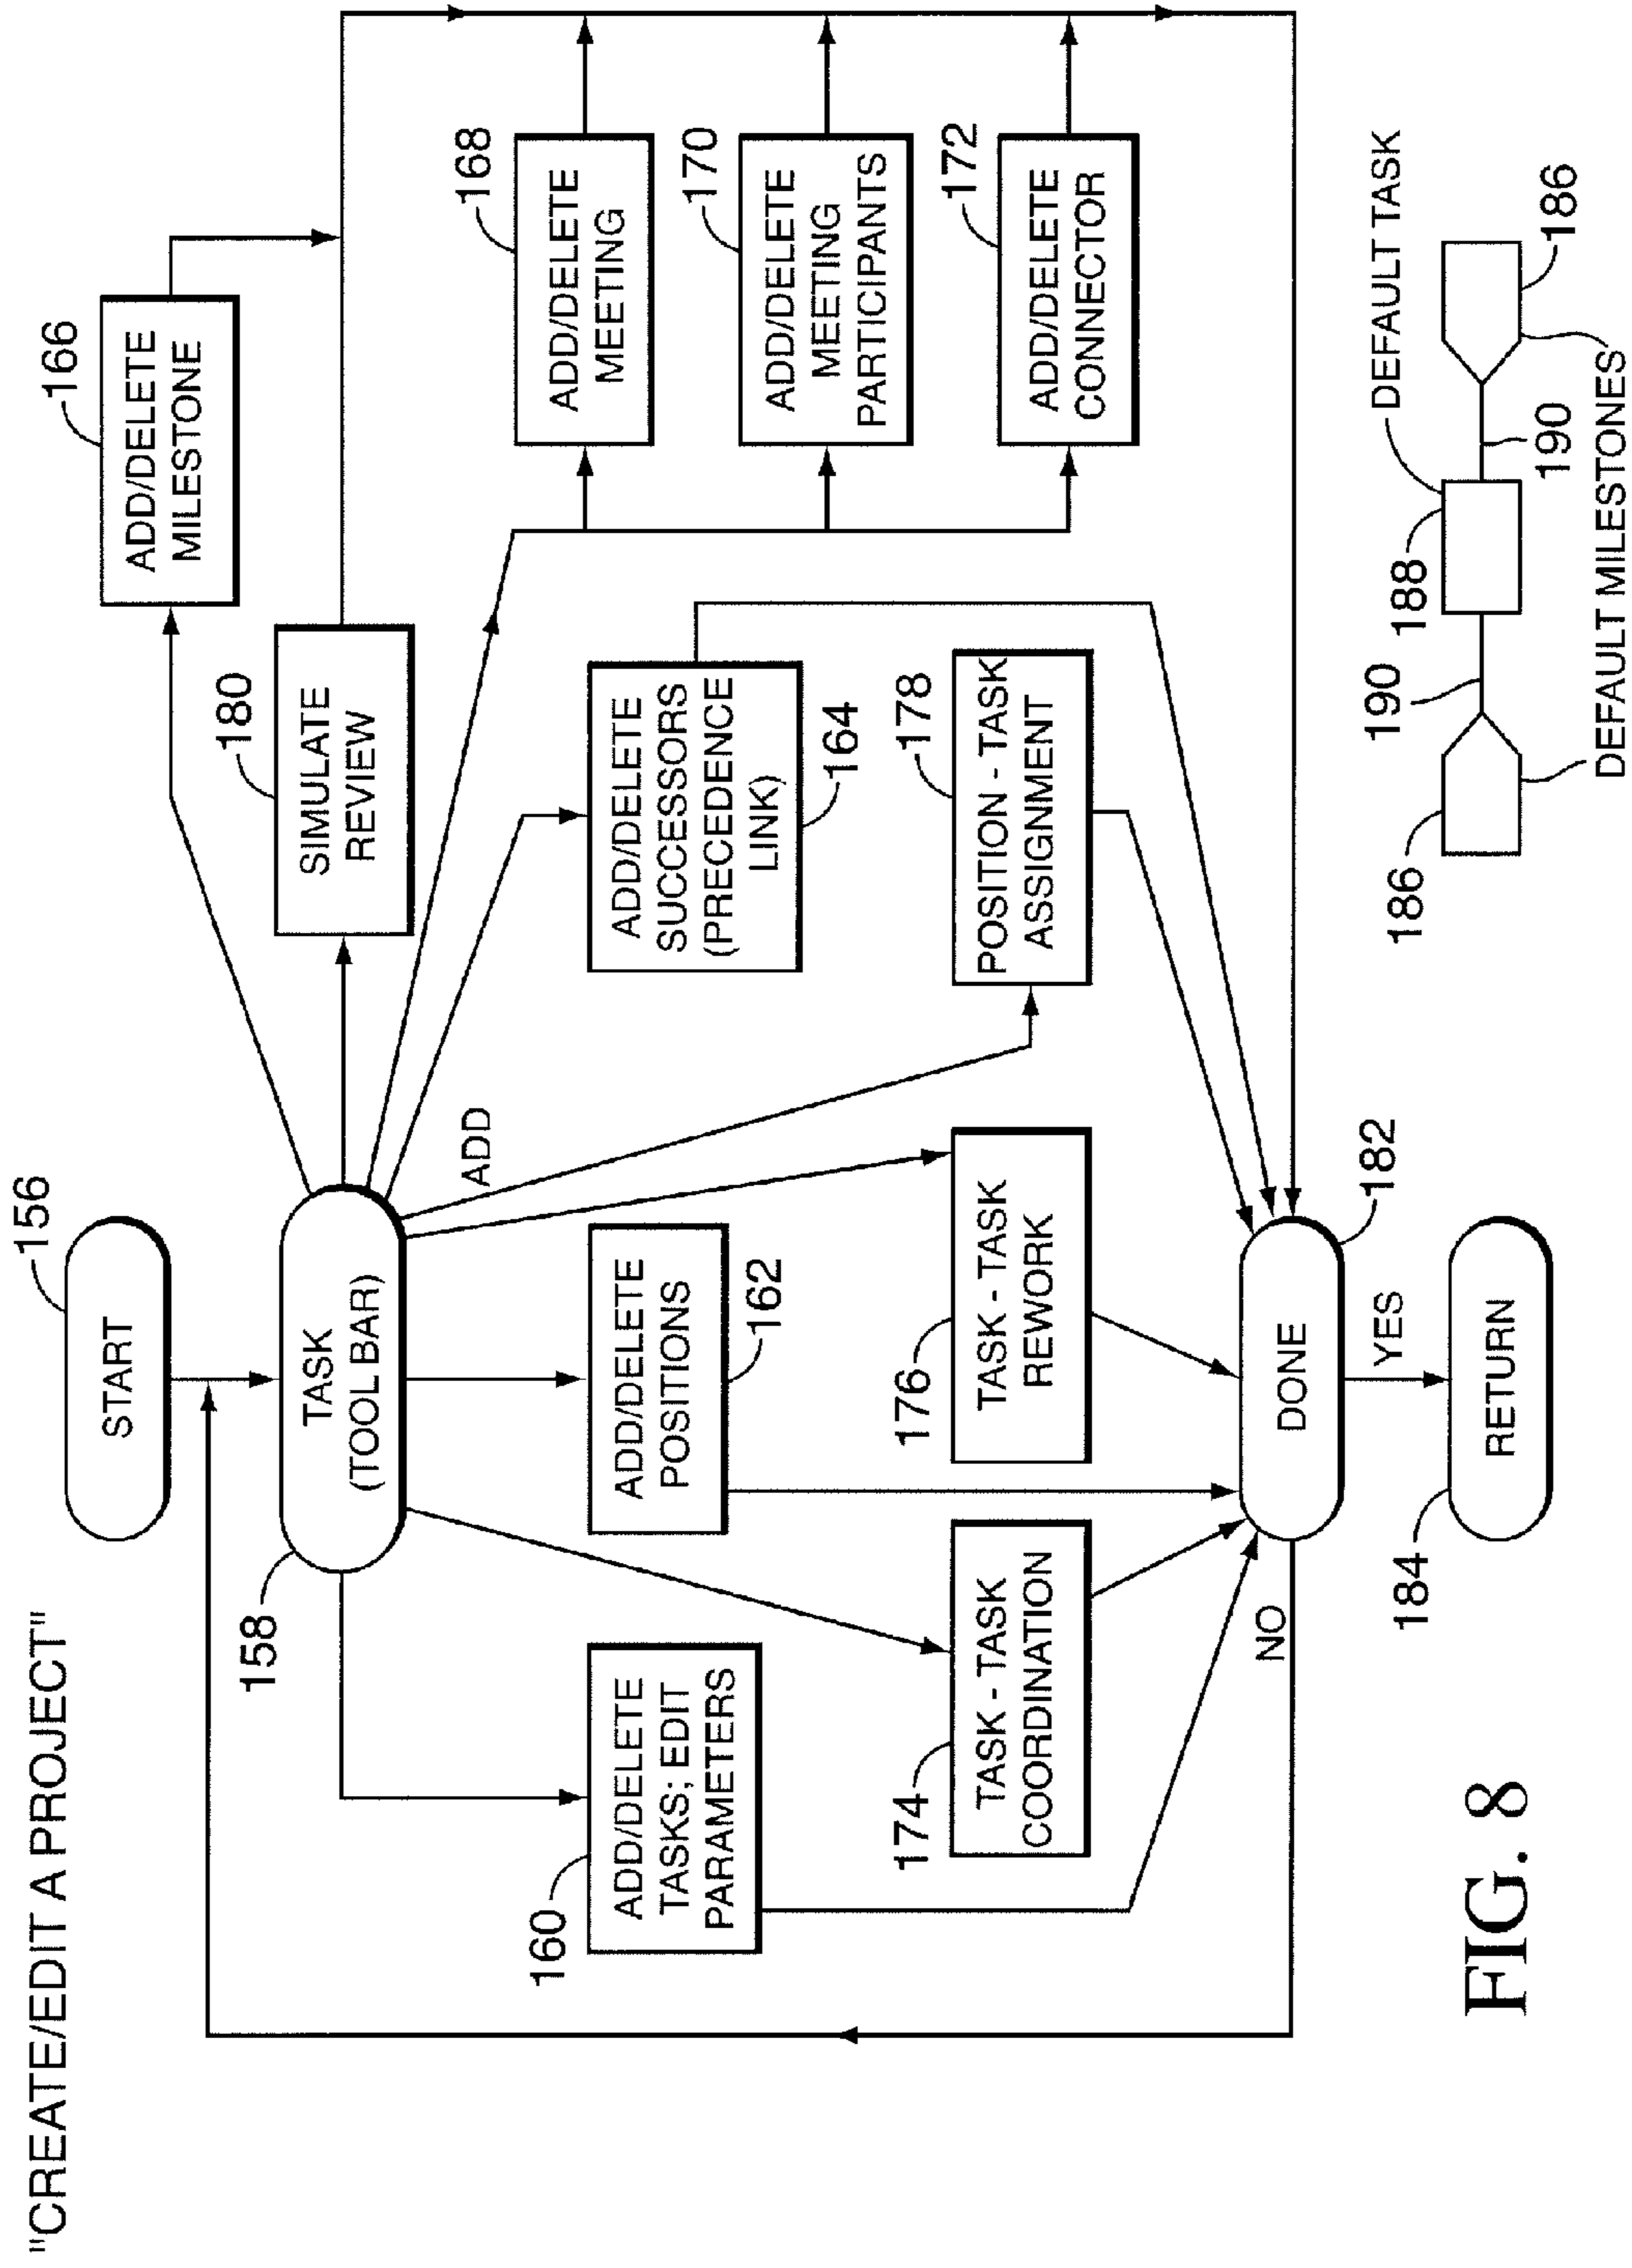 "CREATE/EDIT A PROJECT"
START
156
158
TASK
(TOOL BAR)
166
ADD/DELETE
MILESTONE
180
SIMULATE
REVIEW
ADD
160
ADD/DELETE
TASKS; EDIT
PARAMETERS
ADD/DELETE
POSITIONS
162
ADD/DELETE
SUCCESSORS
(PRECEDENCE
LINK)
164
168
ADD/DELETE
MEETING
170
ADD/DELETE
MEETING
PARTICIPANTS
172
ADD/DELETE
CONNECTOR
174
TASK - TASK
COORDINATION
176
TASK - TASK
REWORK
178
POSITION - TASK
ASSIGNMENT
NO
DONE
182
YES
184
RETURN
DEFAULT TASK
186
190
188
190
186
DEFAULT MILESTONES
FIG. 8